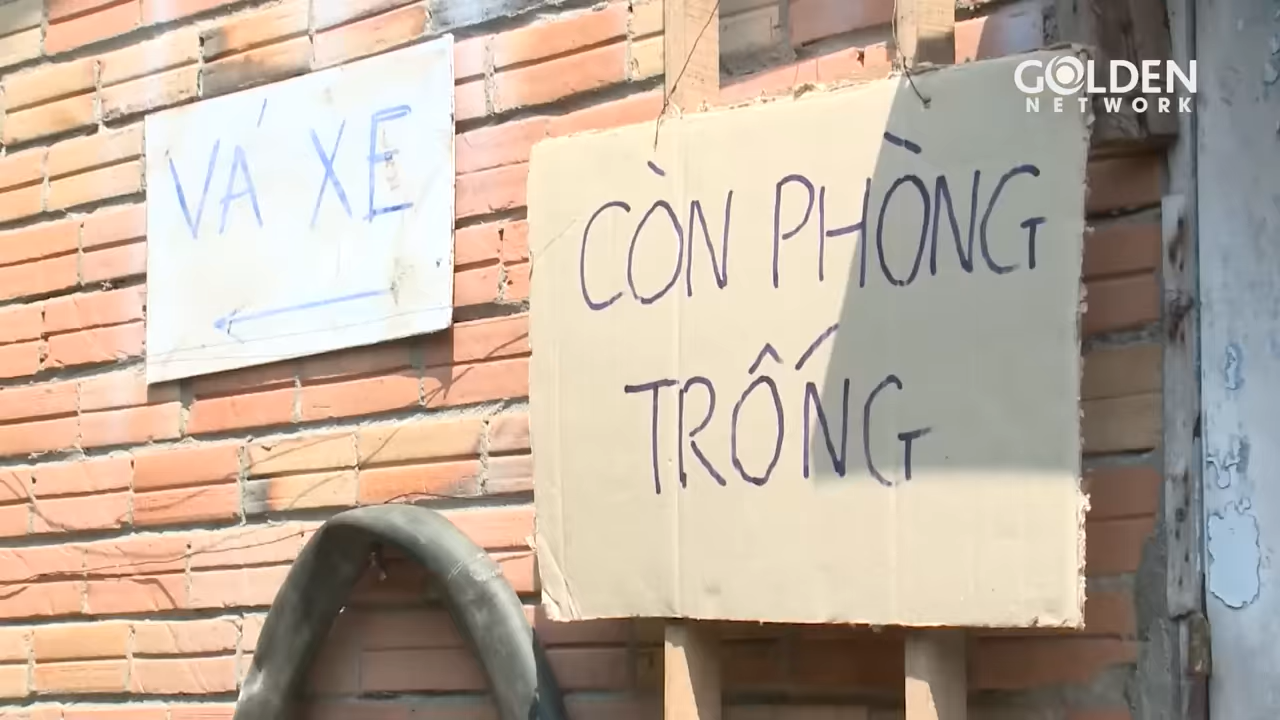 VÁ XE
CÒN PHÒNG
TRỐNG
GOLDEN
NETWORK